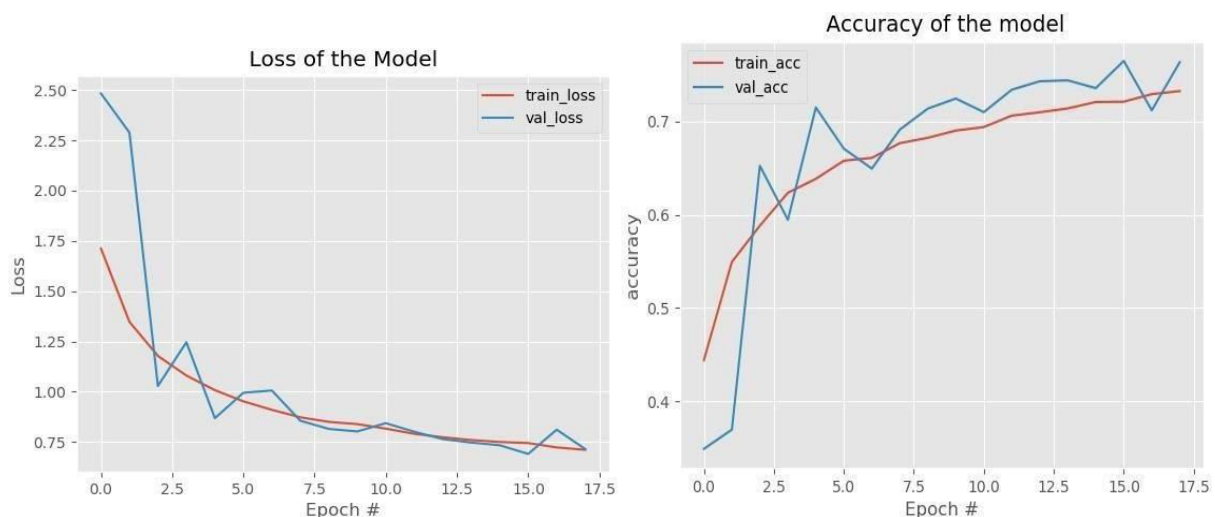 Loss of the Model
train_loss
val_loss
2.50
2.25
2.00
1.75
1.50
1.25
1.00
0.75
Loss
0.0
2.5
5.0
7.5
10.0
12.5
15.0
17.5
Epoch #
Accuracy of the model
train_acc
val_acc
0.7
0.6
0.5
0.4
accuracy
0.0
2.5
5.0
7.5
10.0
12.5
15.0
17.5
Epoch #